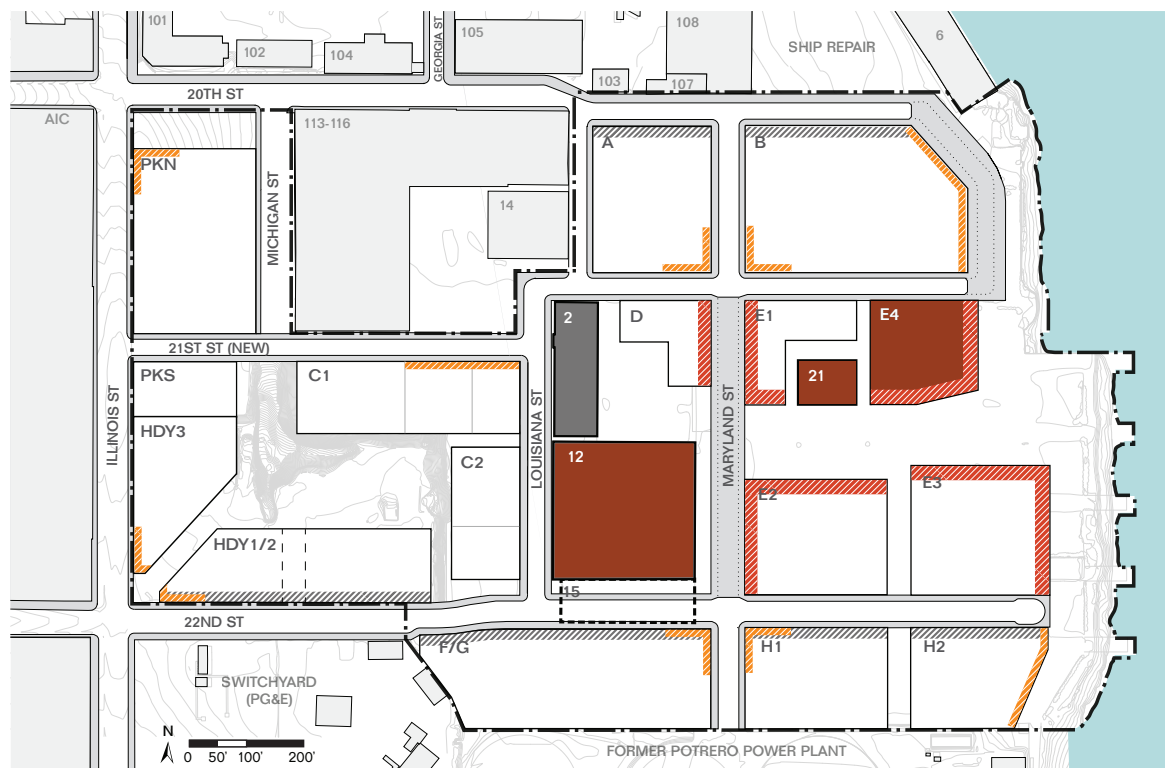 101
102
104
GEORGIA ST
105
108
SHIP REPAIR
6
103
107
20TH ST
AIC
113-116
A
B
PKN
MICHIGAN ST
14
2
D
E1
E4
21ST ST (NEW)
PKS
C1
21
ILLINOIS ST
HDY3
LOUISIANA ST
MARYLAND ST
12
C2
E2
E3
HDY1/2
15
22ND ST
F/G
H1
H2
SWITCHYARD
(PG&E)
N
0 50' 100' 200'
FORMER POTRERO POWER PLANT